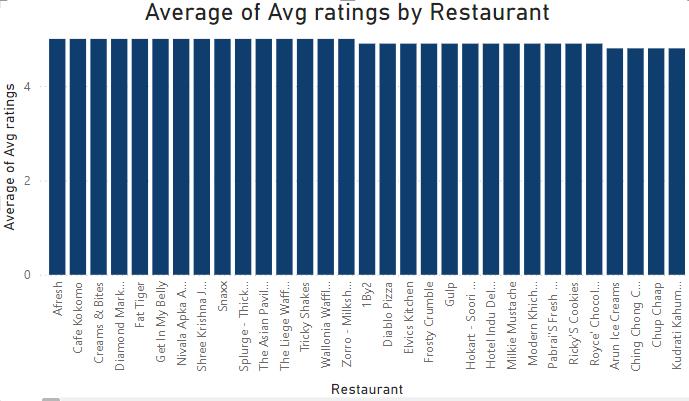 Average of Avg ratings by Restaurant
Average of Avg ratings
4
2
0
Afresh
Cafe Kokomo
Creams & Bites
Diamond Mark...
Fat Tiger
Get In My Belly
Nivala Apka A...
Shree Krishna J...
Snaxx
Splurge - Thick...
The Asian Pavil...
The Liege Waff...
Tricky Shakes
Wallonia Waffl...
Zorro - Milksh...
1By2
Diablo Pizza
Elvics Kitchen
Frosty Crumble
Gulp
Hokart - Soori ...
Hotel Indu Del...
Milkie Mustache
Modern Khich...
Pabrai'S Fresh ...
Ricky'S Cookies
Royce' Chocol...
Arun Ice Creams
Ching Chong C...
Chup Chaap
Kudrati Kahum...
Restaurant